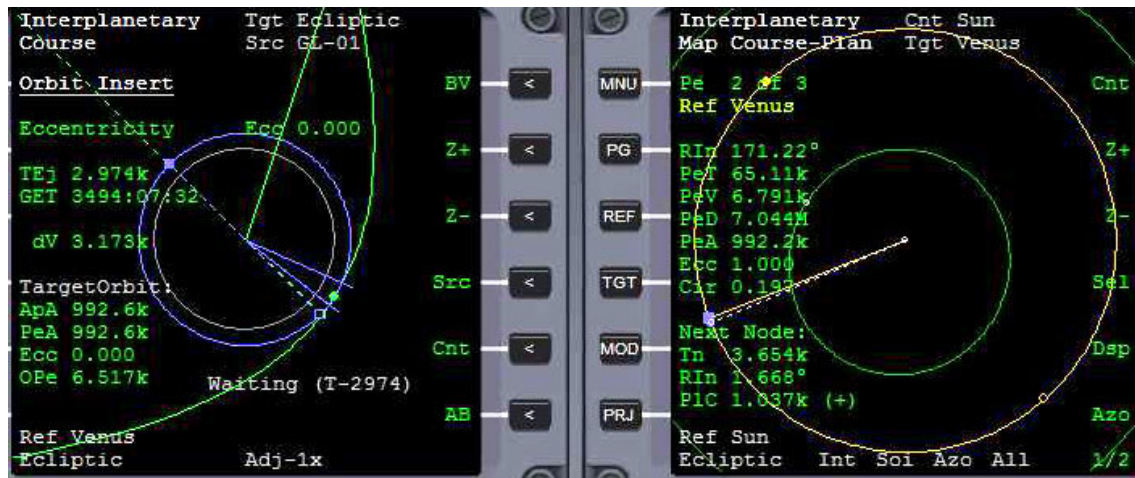 Interplanetary Tgt Ecliptic
Course Src GL-01
Orbit Insert
BV
Eccentricity Ecc 0.000
Z+
TEj 2.974k
GET 3494:07:32
Z-
dV 3.173k
TargetOrbit:
Src
ApA 992.6k
PeA 992.6k
Cnt
Ecc 0.000
OPe 6.517k
Waiting (T-2974)
AB
Ref Venus
Ecliptic Adj-1x
< MNU
< PG
< REF
< TGT
< MOD
< PRJ
Interplanetary Cnt Sun
Map Course-Plan Tgt Venus
Pe 2 of 3 Cnt
Ref Venus
RIn 171.22° Z+
PeT 65.11k
PeV 6.791k
PeD 7.044M Z-
PeA 992.2k
Ecc 1.000
Cir Sel
Next Node:
Tn 3.654k Dsp
RIn 1.668°
PlC 1.037k (+) Azo
Ref Sun
Ecliptic Int Soi Azo All 1/2